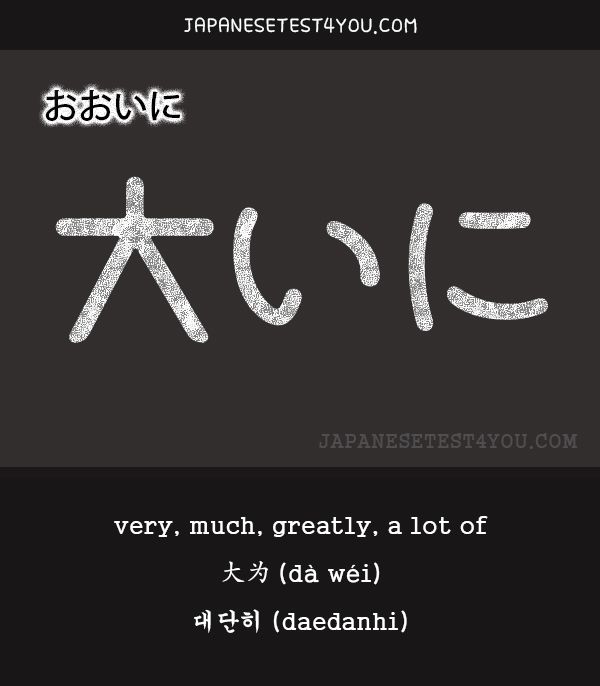 JAPANESETEST4YOU.COM
おおいに
大いに
JAPANESETEST4YOU.COM
very, much, greatly, a lot of
大为 (dà wéi)
대단히 (daedanhi)